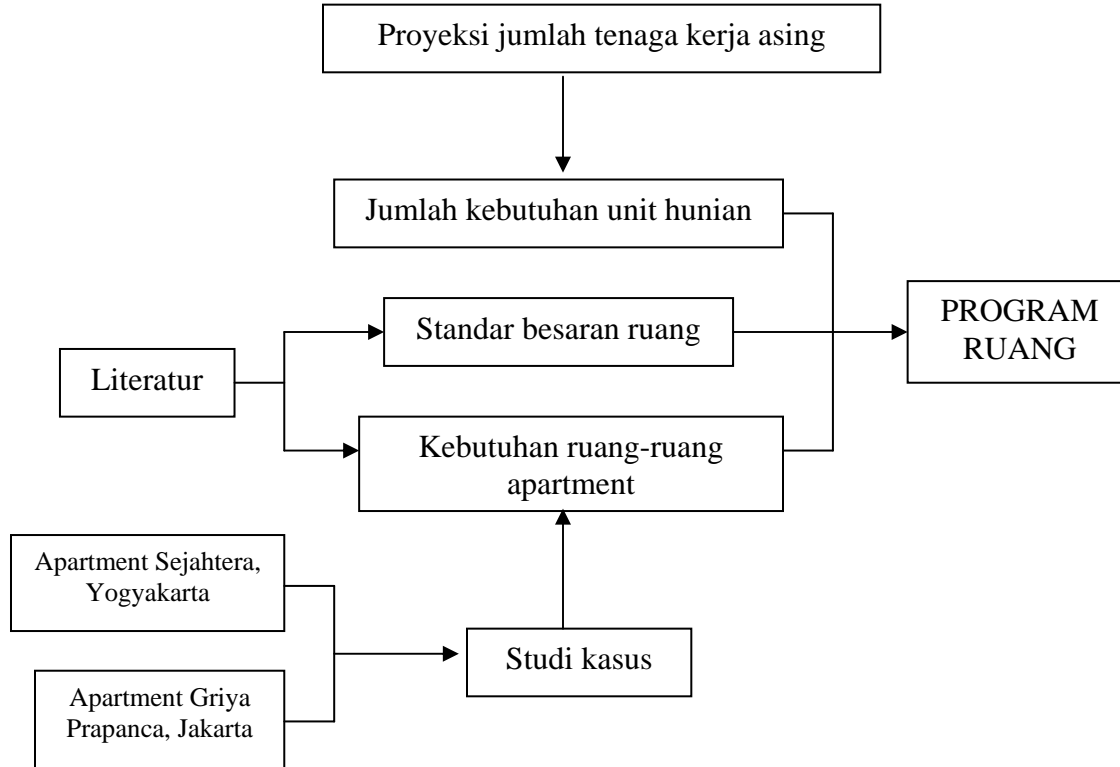 Proyeksi jumlah tenaga kerja asing
Jumlah kebutuhan unit hunian
Standar besaran ruang
PROGRAM
RUANG
Literatur
Kebutuhan ruang-ruang
apartment
Apartment Sejahtera,
Yogyakarta
Studi kasus
Apartment Griya
Prapanca, Jakarta